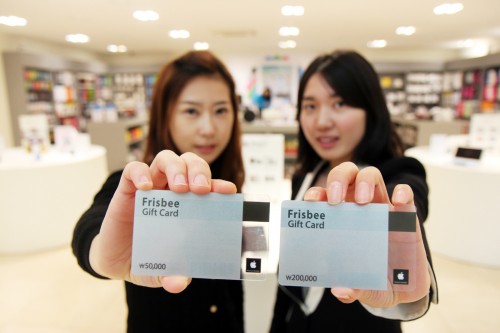 Frisbee
Gift Card
₩50,000
Frisbee
Gift Card
₩200,000